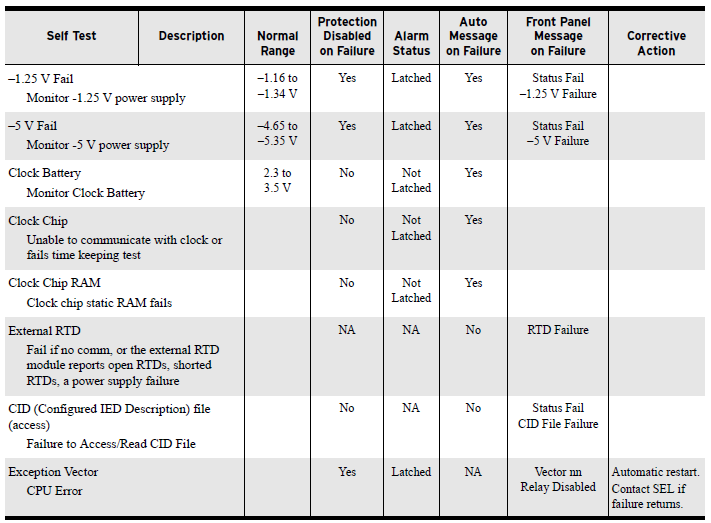 Self Test Description Normal Range Protection Disabled on Failure Alarm Status Auto Message on Failure Front Panel Message on Failure Corrective Action
–1.25 V Fail –1.16 to Yes Latched Yes Status Fail
Monitor -1.25 V power supply –1.34 V –1.25 V Failure
–5 V Fail –4.65 to Yes Latched Yes Status Fail
Monitor -5 V power supply –5.35 V –5 V Failure
Clock Battery 2.3 to No Not Yes
Monitor Clock Battery 3.5 V Latched
Clock Chip No Not Yes
Unable to communicate with clock or Latched
fails time keeping test
Clock Chip RAM No Not Yes
Clock chip static RAM fails Latched
External RTD NA NA No RTD Failure
Fail if no comm, or the external RTD
module reports open RTDs, shorted
RTDs, a power supply failure
CID (Configured IED Description) file No NA No Status Fail
(access) CID File Failure
Failure to Access/Read CID File
Exception Vector Yes Latched NA Vector nn Automatic restart.
CPU Error Relay Disabled Contact SEL if
failure returns.